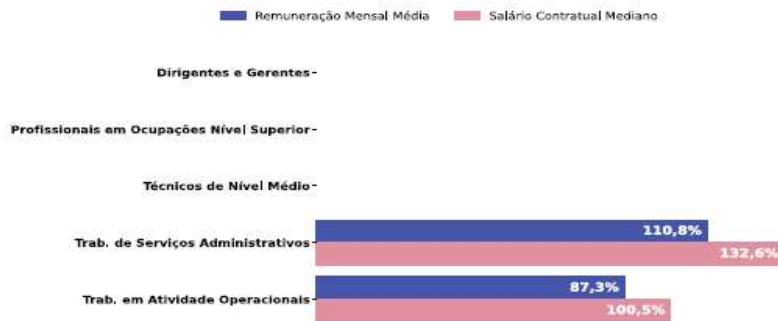 Remuneração Mensal Média Salário Contratual Mediano
Dirigentes e Gerentes
Profissionais em Ocupações Nível Superior
Técnicos de Nível Médio
Trab. de Serviços Administrativos
110,8%
132,6%
Trab. em Atividade Operacionais
87,3%
100,5%